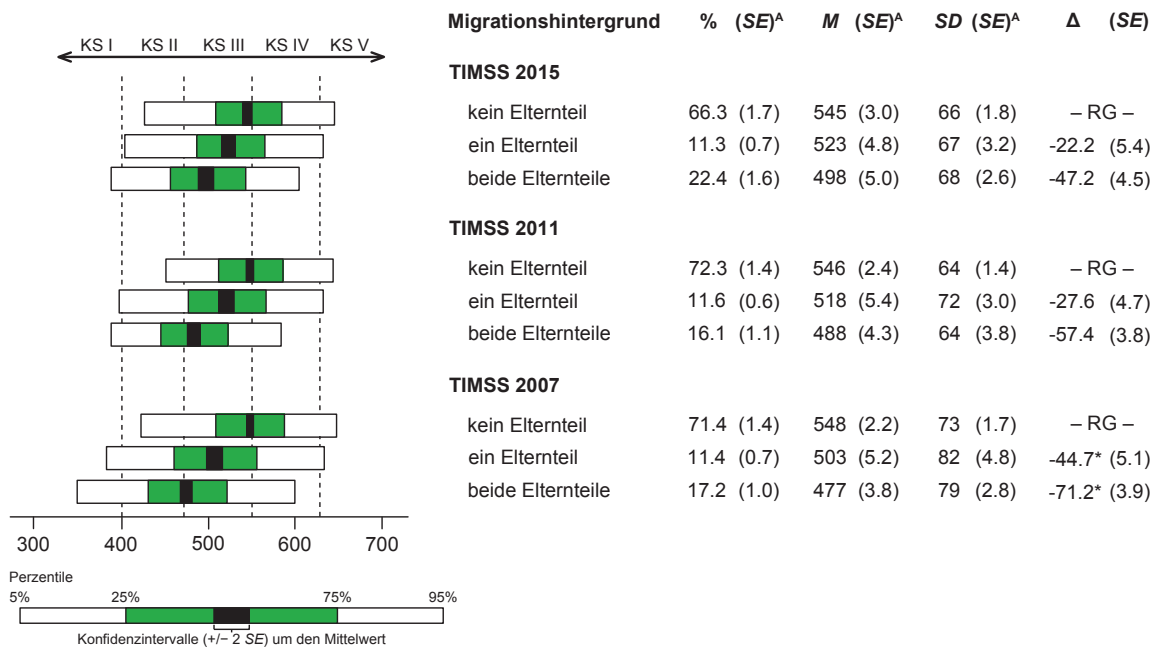 Migrationshintergrund % (SE)ᴬ M (SE)ᴬ SD (SE)ᴬ Δ (SE)
KS I KS II KS III KS IV KS V
TIMSS 2015
kein Elternteil 66.3 (1.7) 545 (3.0) 66 (1.8) – RG –
ein Elternteil 11.3 (0.7) 523 (4.8) 67 (3.2) -22.2 (5.4)
beide Elternteile 22.4 (1.6) 498 (5.0) 68 (2.6) -47.2 (4.5)
TIMSS 2011
kein Elternteil 72.3 (1.4) 546 (2.4) 64 (1.4) – RG –
ein Elternteil 11.6 (0.6) 518 (5.4) 72 (3.0) -27.6 (4.7)
beide Elternteile 16.1 (1.1) 488 (4.3) 64 (3.8) -57.4 (3.8)
TIMSS 2007
kein Elternteil 71.4 (1.4) 548 (2.2) 73 (1.7) – RG –
ein Elternteil 11.4 (0.7) 503 (5.2) 82 (4.8) -44.7* (5.1)
beide Elternteile 17.2 (1.0) 477 (3.8) 79 (2.8) -71.2* (3.9)
300 400 500 600 700
Perzentile
5% 25% 75% 95%
Konfidenzintervalle (+/− 2 SE) um den Mittelwert